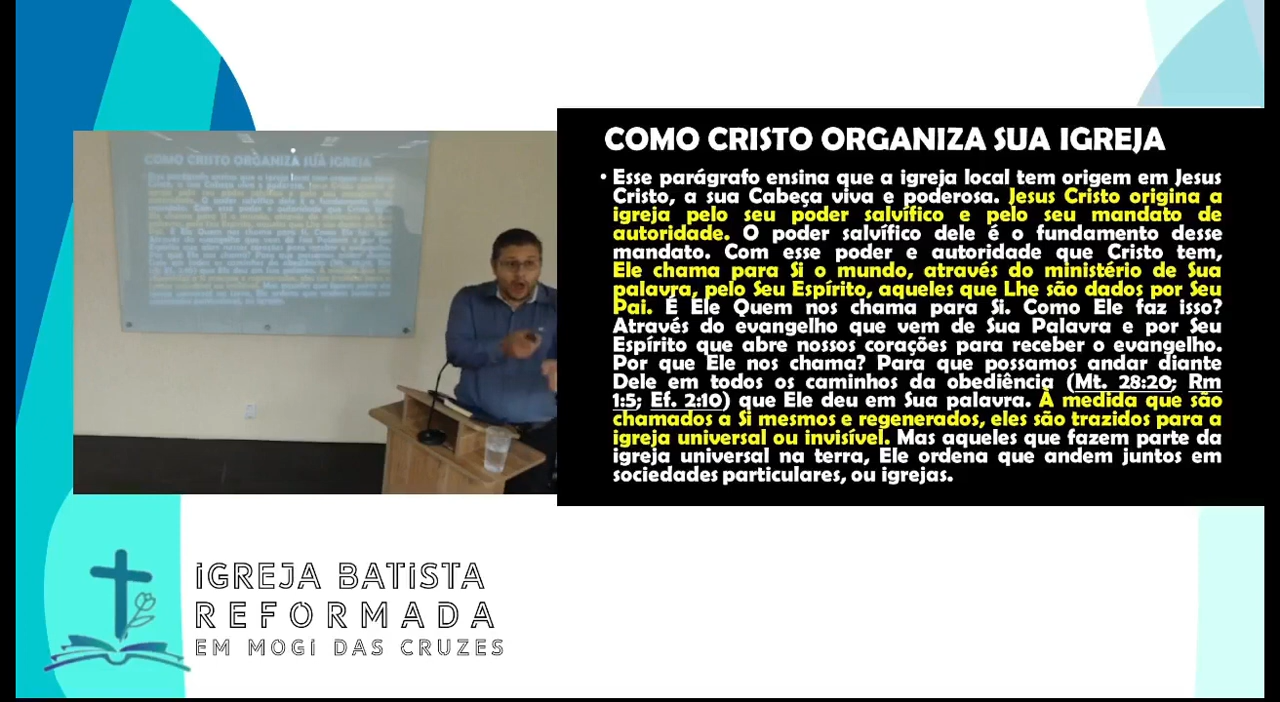 COMO CRISTO ORGANIZA SUA IGREJA
• Esse parágrafo ensina que a igreja local tem origem em Jesus
Cristo, a sua Cabeça viva e poderosa. Jesus Cristo origina a
igreja pelo seu poder salvífico e pelo seu mandato de
autoridade. O poder salvífico dele é o fundamento desse
mandato. Com esse poder e autoridade que Cristo tem,
Ele chama para Si o mundo, através do ministério de Sua
palavra, pelo Seu Espírito, aqueles que Lhe são dados por Seu
Pai. É Ele Quem nos chama para Si. Como Ele faz isso?
Através do evangelho que vem de Sua Palavra e por Seu
Espírito que abre nossos corações para receber o evangelho.
Por que Ele nos chama? Para que possamos andar diante
Dele em todos os caminhos da obediência (Mt. 28:20; Rm
1:5; Ef. 2:10) que Ele deu em Sua palavra. À medida que são
chamados a Si mesmos e regenerados, eles são trazidos para a
igreja universal ou invisível. Mas aqueles que fazem parte da
igreja universal na terra, Ele ordena que andem juntos em
sociedades particulares, ou igrejas.
COMO CRISTO ORGANIZA SUA IGREJA
IGREJA BATISTA
REFORMADA
EM MOGI DAS CRUZES